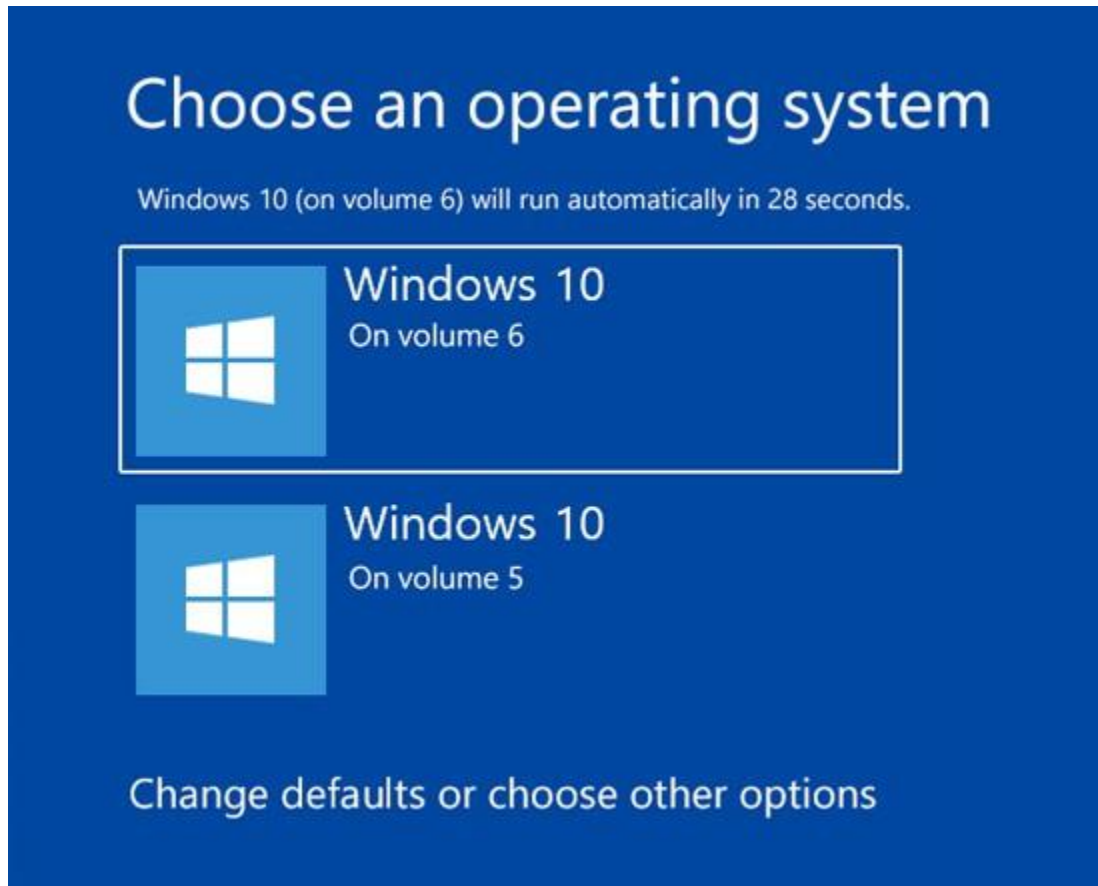 Choose an operating system
Windows 10 (on volume 6) will run automatically in 28 seconds.
Windows 10
On volume 6
Windows 10
On volume 5
Change defaults or choose other options